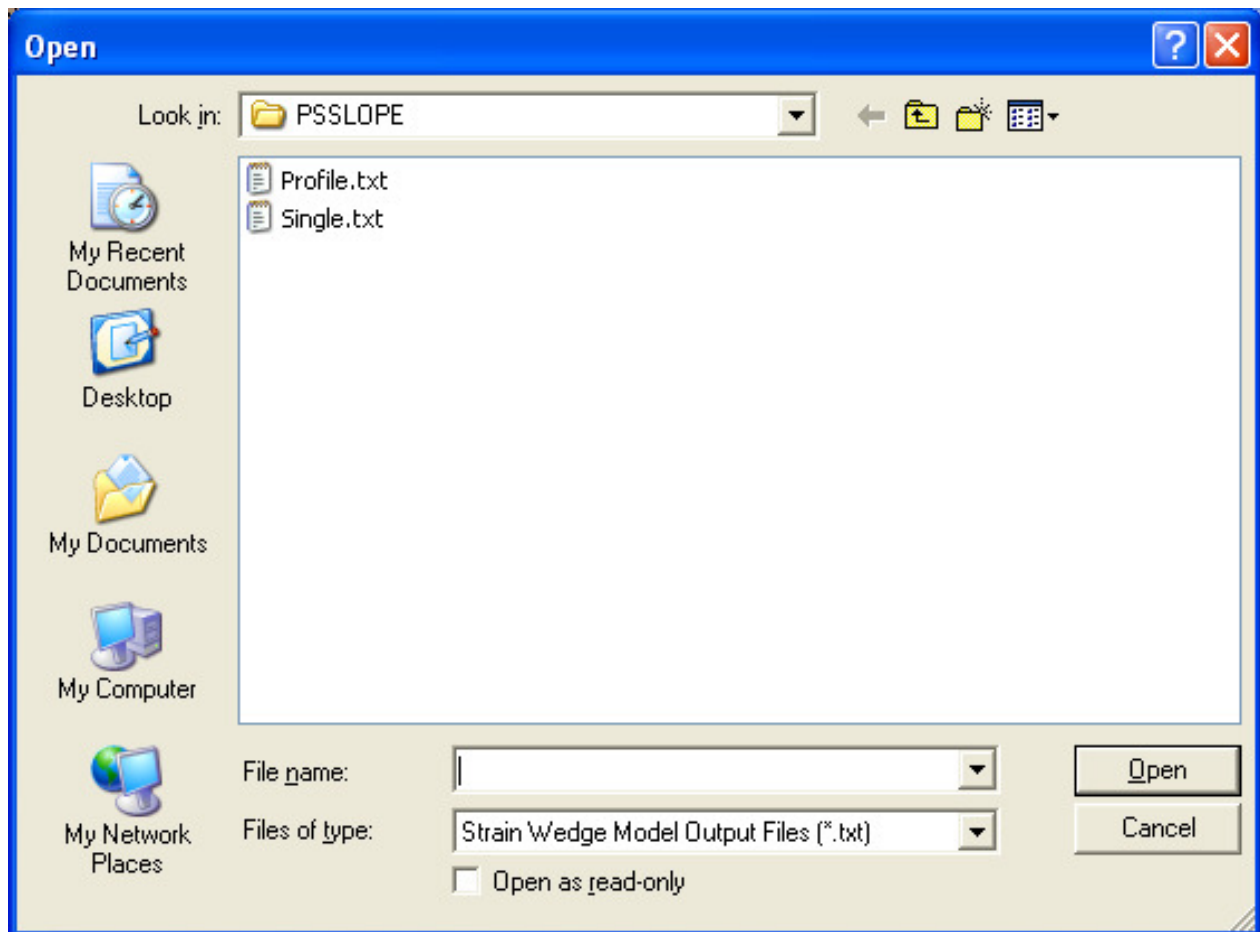 Open
Look in: PSSLOPE
Profile.txt
Single.txt
My Recent
Documents
Desktop
My Documents
My Computer
My Network
Places
File name:
Open
Files of type: Strain Wedge Model Output Files (*.txt)
Cancel
Open as read-only